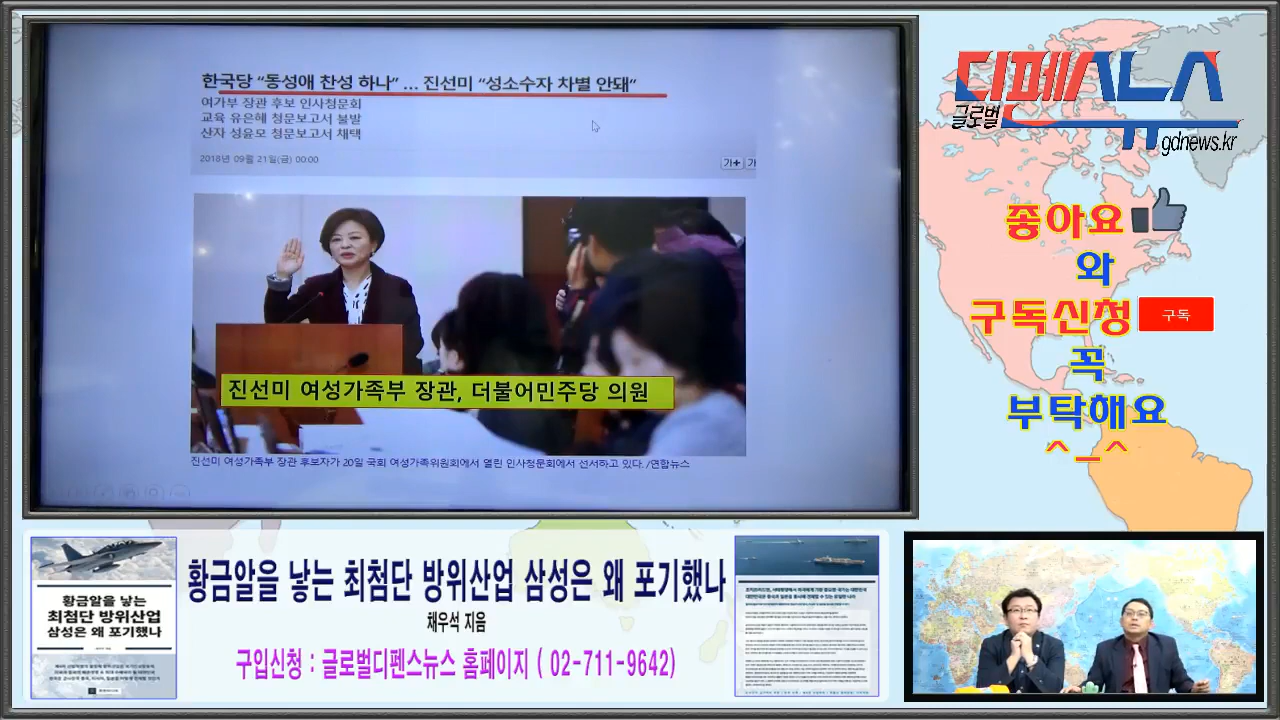 한국당 “동성애 찬성 하나” ... 진선미 “성소수자 차별 안돼”
여가부 장관 후보 인사청문회
교육 유은혜 청문보고서 불발
산자 성윤모 청문보고서 채택
2018년 09월 21일(금) 00:00
가+ 가
진선미 여성가족부 장관, 더불어민주당 의원
진선미 여성가족부 장관 후보자가 20일 국회 여성가족위원회에서 열린 인사청문회에서 선서하고 있다. /연합뉴스
디펜스뉴스
글로벌
gdnews.kr
좋아요
와
구독신청 구독
꼭
부탁해요
^_^
황금알을 낳는
최첨단 방위산업
삼성은 왜 포기했나
황금알을 낳는 최첨단 방위산업 삼성은 왜 포기했나
채우석 지음
구입신청 : 글로벌디펜스뉴스 홈페이지 2-711-9642)